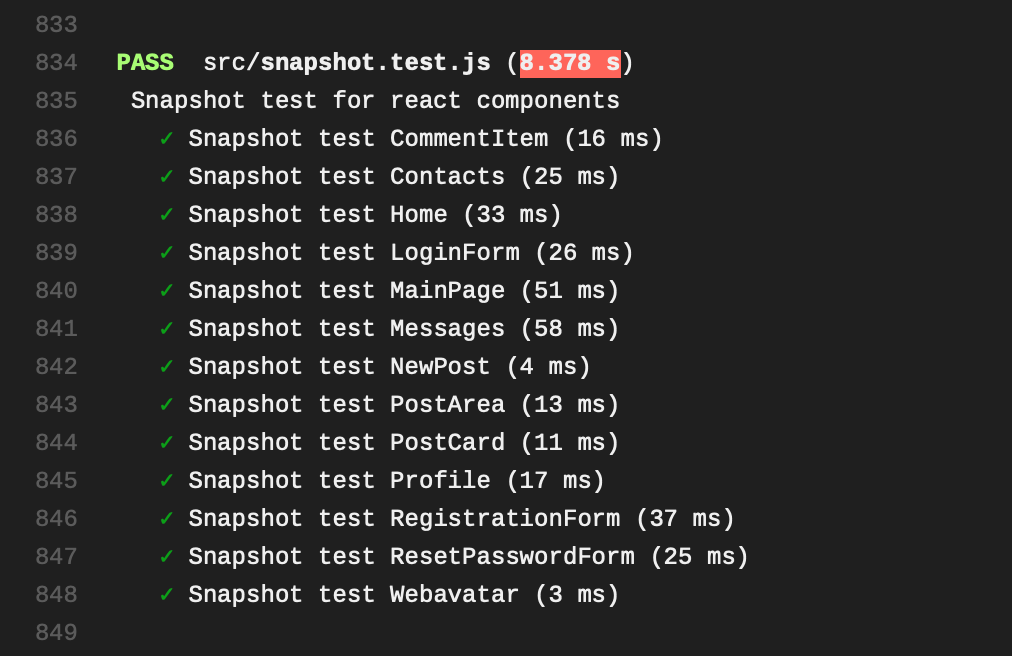 833
834 PASS src/snapshot.test.js (8.378 s)
835 Snapshot test for react components
836 ✓ Snapshot test CommentItem (16 ms)
837 ✓ Snapshot test Contacts (25 ms)
838 ✓ Snapshot test Home (33 ms)
839 ✓ Snapshot test LoginForm (26 ms)
840 ✓ Snapshot test MainPage (51 ms)
841 ✓ Snapshot test Messages (58 ms)
842 ✓ Snapshot test NewPost (4 ms)
843 ✓ Snapshot test PostArea (13 ms)
844 ✓ Snapshot test PostCard (11 ms)
845 ✓ Snapshot test Profile (17 ms)
846 ✓ Snapshot test RegistrationForm (37 ms)
847 ✓ Snapshot test ResetPasswordForm (25 ms)
848 ✓ Snapshot test Webavatar (3 ms)
849